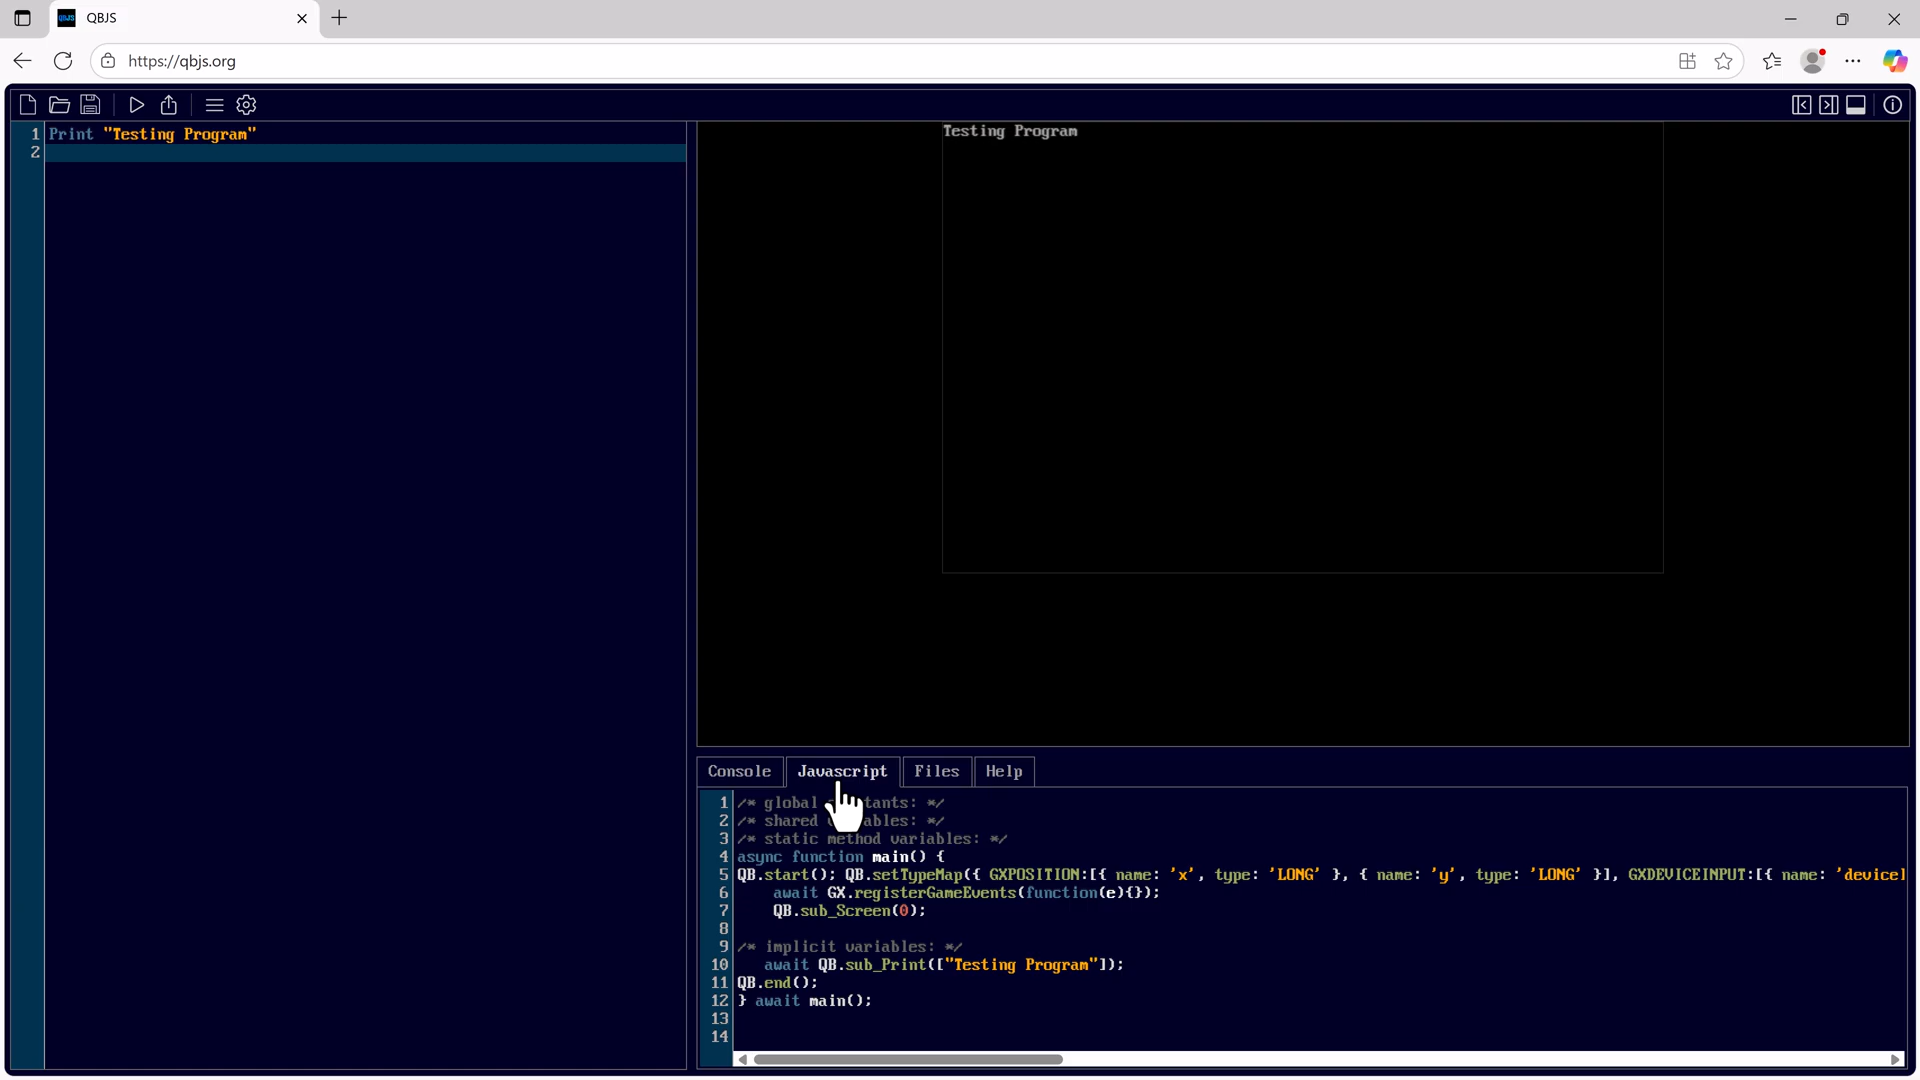 QBJS
https://qbjs.org
1 Print "Testing Program"
2
Testing Program
Console Javascript Files Help
1 /* global tants: */
2 /* shared ables: */
3 /* static method variables: */
4 async function main() {
5 QB.start(); QB.setTypeMap({ GXPOSITION:[{ name: 'x', type: 'LONG' }, { name: 'y', type: 'LONG' }], GXDEVICEINPUT:[{ name: 'deviceI
6 await GX.registerGameEvents(function(e){});
7 QB.sub_Screen(0);
8
9 /* implicit variables: */
10 await QB.sub_Print(["Testing Program"]);
11 QB.end();
12 } await main();
13
14